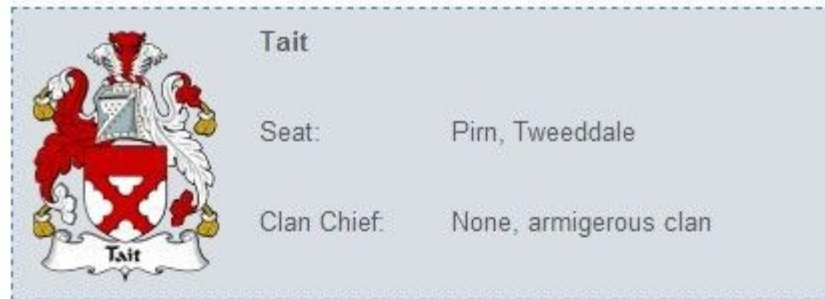 Tait
Seat: Pirn, Tweeddale
Clan Chief: None, armigerous clan
Tait